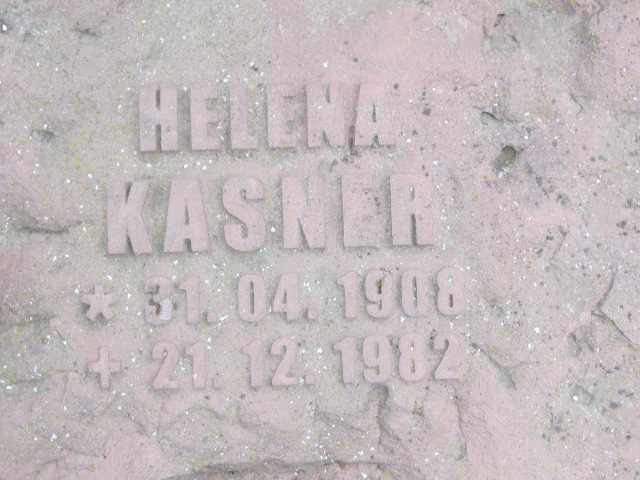 HELENA
KASNER
* 31. 04. 1908
+ 21. 12. 1982